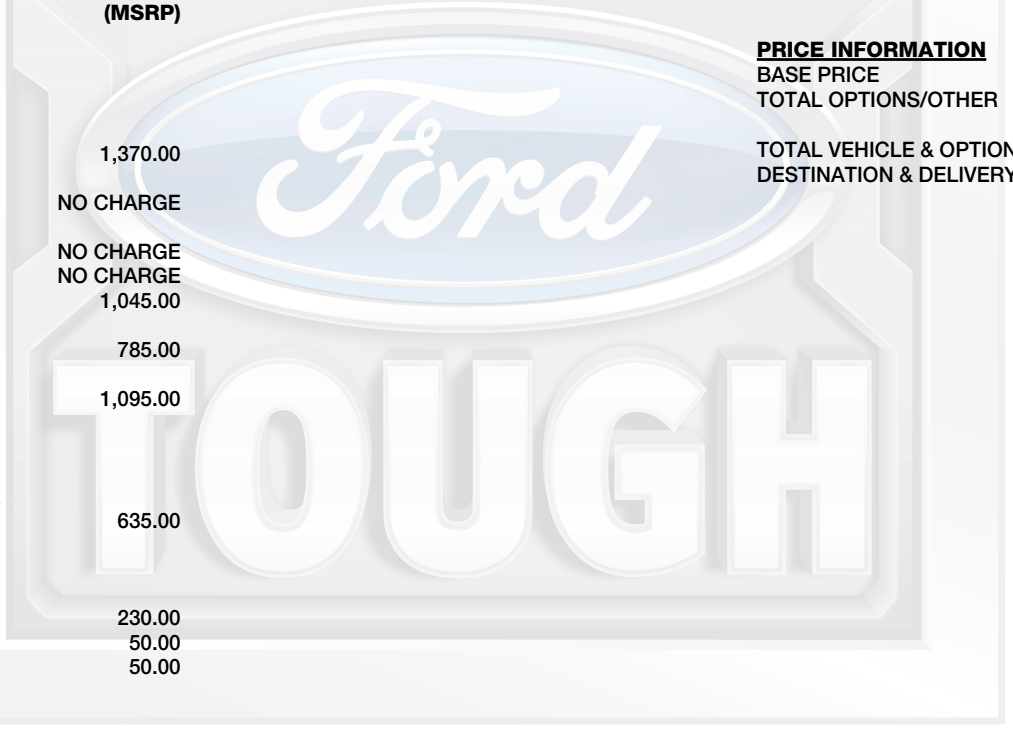 (MSRP)
1,370.00
NO CHARGE
NO CHARGE
NO CHARGE
1,045.00
785.00
1,095.00
635.00
230.00
50.00
50.00
PRICE INFORMATION
BASE PRICE
TOTAL OPTIONS/OTHER
TOTAL VEHICLE & OPTION
DESTINATION & DELIVERY
Ford
TOUGH